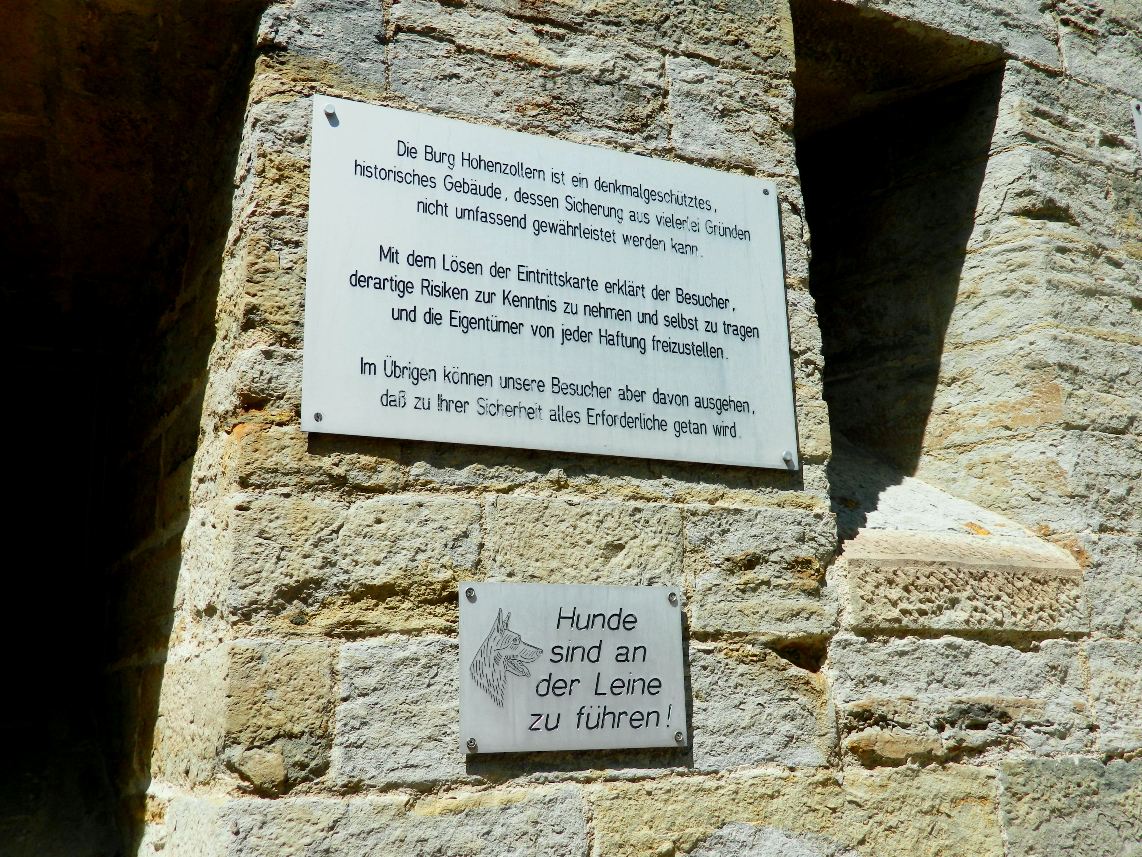 Die Burg Hohenzollern ist ein denkmalgeschütztes,
historisches Gebäude, dessen Sicherung aus vielerlei Gründen
nicht umfassend gewährleistet werden kann.
Mit dem Lösen der Eintrittskarte erklärt der Besucher,
derartige Risiken zur Kenntnis zu nehmen und selbst zu tragen
und die Eigentümer von jeder Haftung freizustellen.
Im Übrigen können unsere Besucher aber davon ausgehen,
daß zu Ihrer Sicherheit alles Erforderliche getan wird.
Hunde
sind an
der Leine
zu führen!